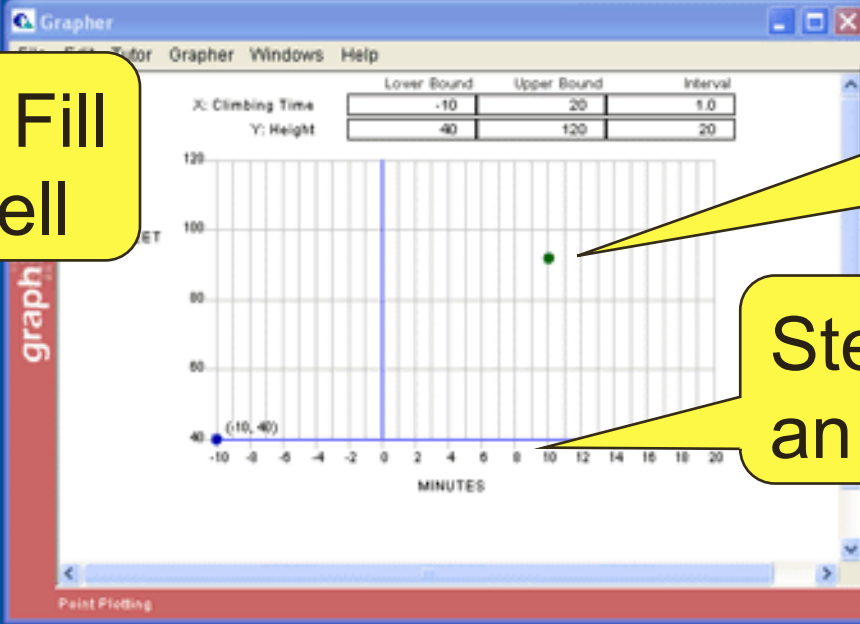 Grapher
Tutor Grapher Windows Help
Fill
ell
Lower Bound Upper Bound Interval
X: Climbing Time -10 20 1.0
Y: Height 40 120 20
120
100
ET
80
60
40
(-10, 40)
-10 -8 -6 -4 -2 0 2 4 6 8 10 12 14 16 18 20
MINUTES
graph
Ste
an
Point Plotting